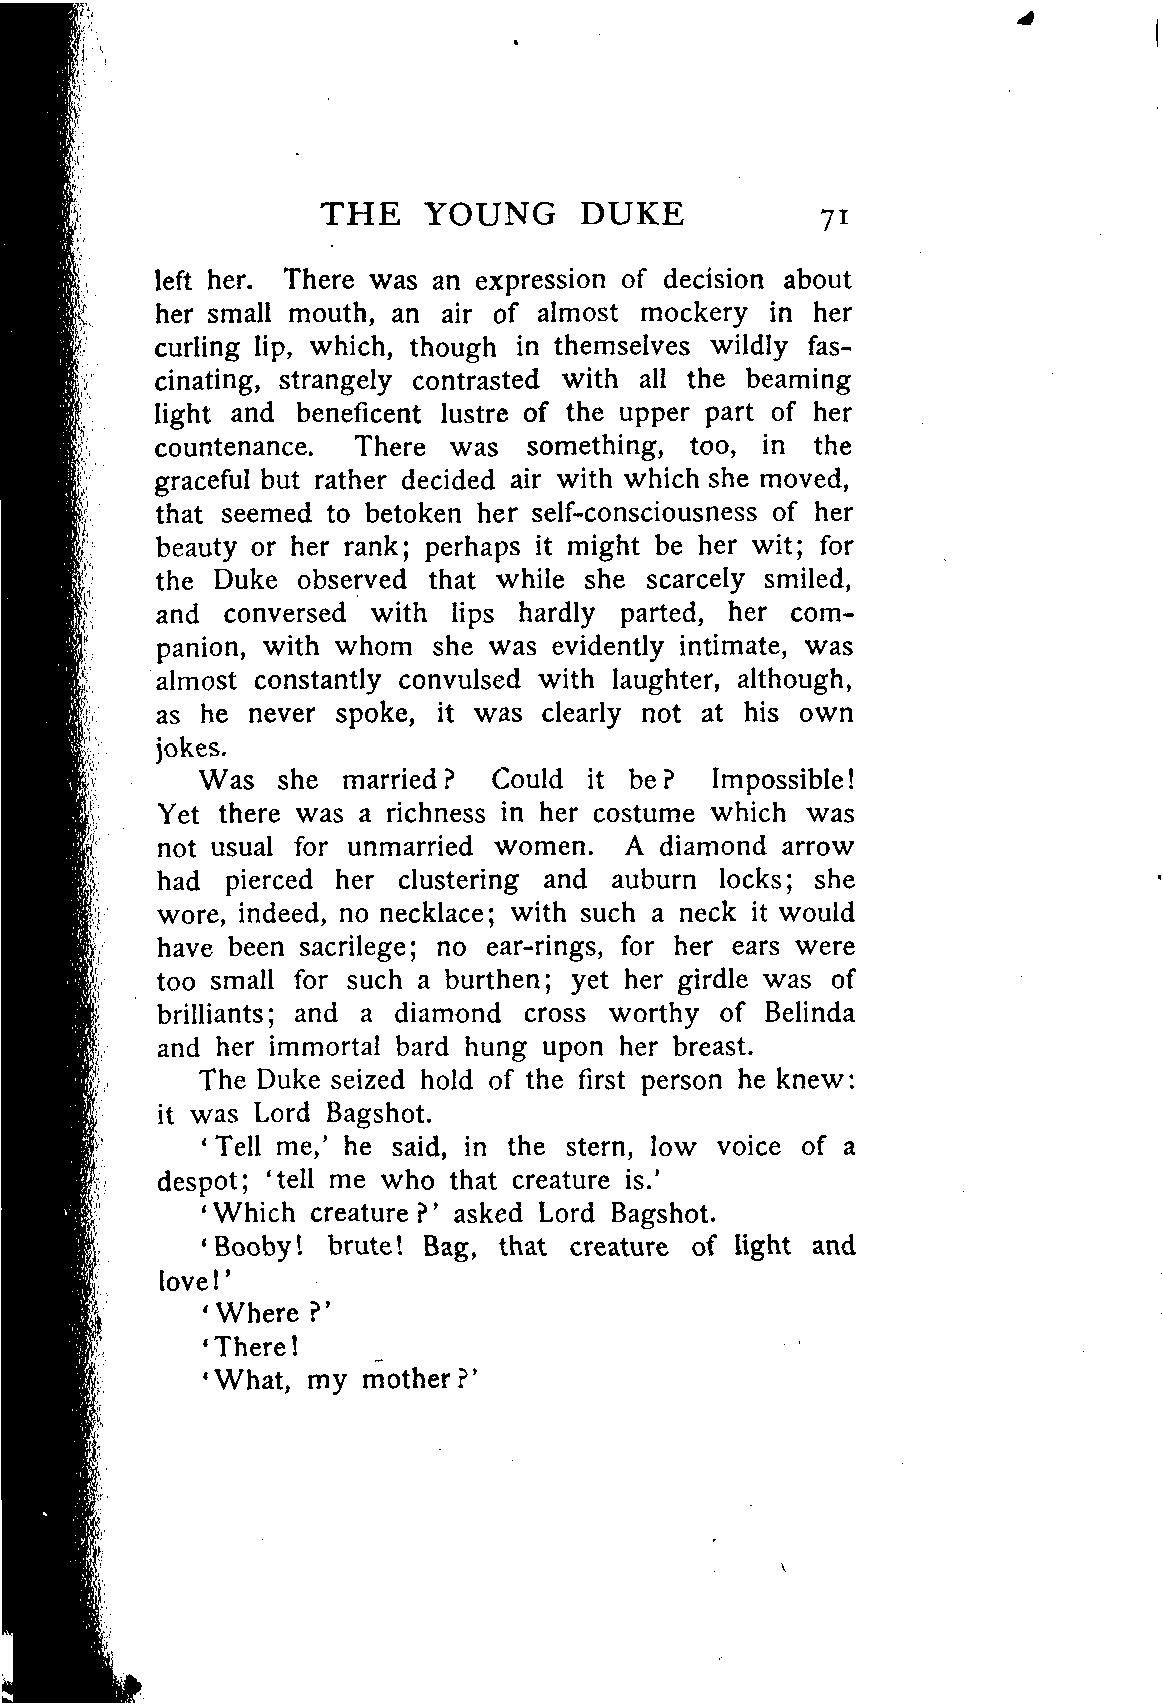 THE YOUNG DUKE 71
left her. There was an expression of decision about
her small mouth, an air of almost mockery in her
curling lip, which, though in themselves wildly fas-
cinating, strangely contrasted with all the beaming
light and beneficent lustre of the upper part of her
countenance. There was something, too, in the
graceful but rather decided air with which she moved,
that seemed to betoken her self-consciousness of her
beauty or her rank; perhaps it might be her wit; for
the Duke observed that while she scarcely smiled,
and conversed with lips hardly parted, her com-
panion, with whom she was evidently intimate, was
almost constantly convulsed with laughter, although,
as he never spoke, it was clearly not at his own
jokes.
Was she married? Could it be? Impossible!
Yet there was a richness in her costume which was
not usual for unmarried women. A diamond arrow
had pierced her clustering and auburn locks; she
wore, indeed, no necklace; with such a neck it would
have been sacrilege; no ear-rings, for her ears were
too small for such a burthen; yet her girdle was of
brilliants; and a diamond cross worthy of Belinda
and her immortal bard hung upon her breast.
The Duke seized hold of the first person he knew:
it was Lord Bagshot.
‘Tell me,’ he said, in the stern, low voice of a
despot; ‘tell me who that creature is.’
‘Which creature?’ asked Lord Bagshot.
‘Booby! brute! Bag, that creature of light and
love!’
‘Where?’
‘There!
‘What, my mother?’